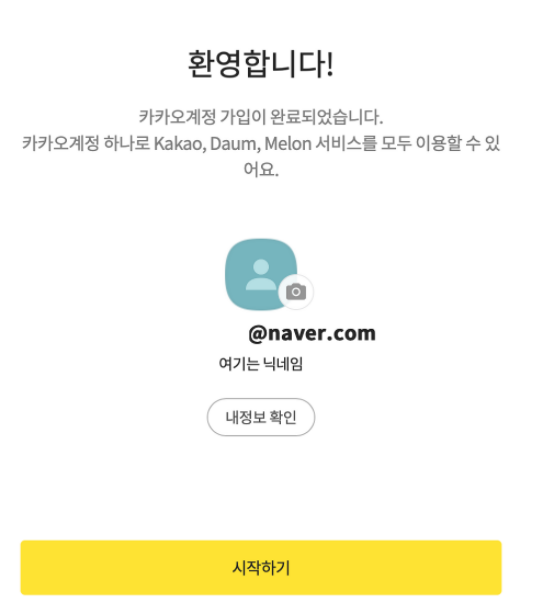 환영합니다!
카카오계정 가입이 완료되었습니다.
카카오계정 하나로 Kakao, Daum, Melon 서비스를 모두 이용할 수 있
어요.
@naver.com
여기는 닉네임
내정보 확인
시작하기